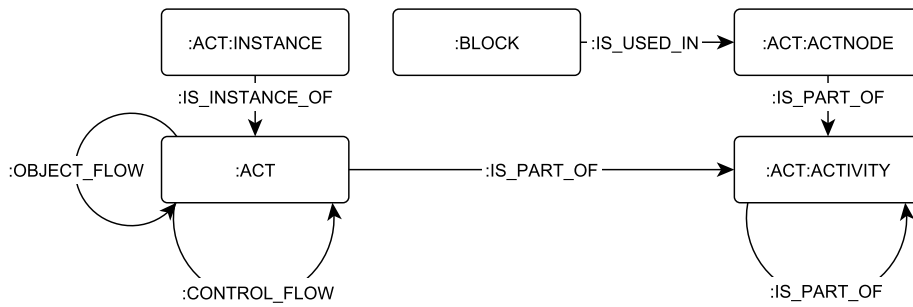 :ACT:INSTANCE
:BLOCK
:IS_USED_IN
:ACT:ACTNODE
:IS_INSTANCE_OF
:IS_PART_OF
:OBJECT_FLOW
:ACT
:IS_PART_OF
:ACT:ACTIVITY
:CONTROL_FLOW
:IS_PART_OF